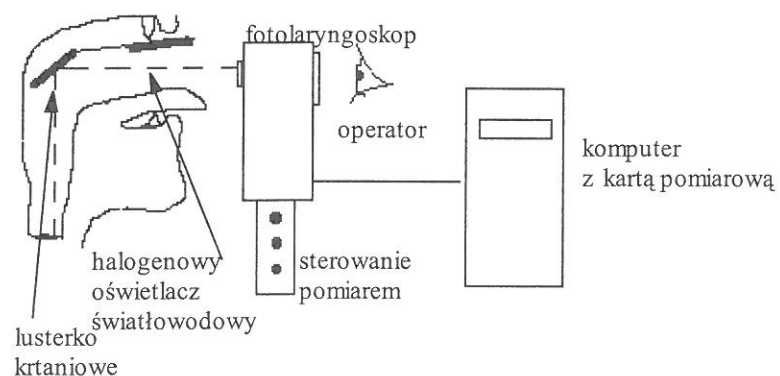 fotolaryngoskop
operator
komputer
z kartą pomiarową
halogenowy
oświetlacz
światłowodowy
sterowanie
pomiarem
lusterko
krtaniowe